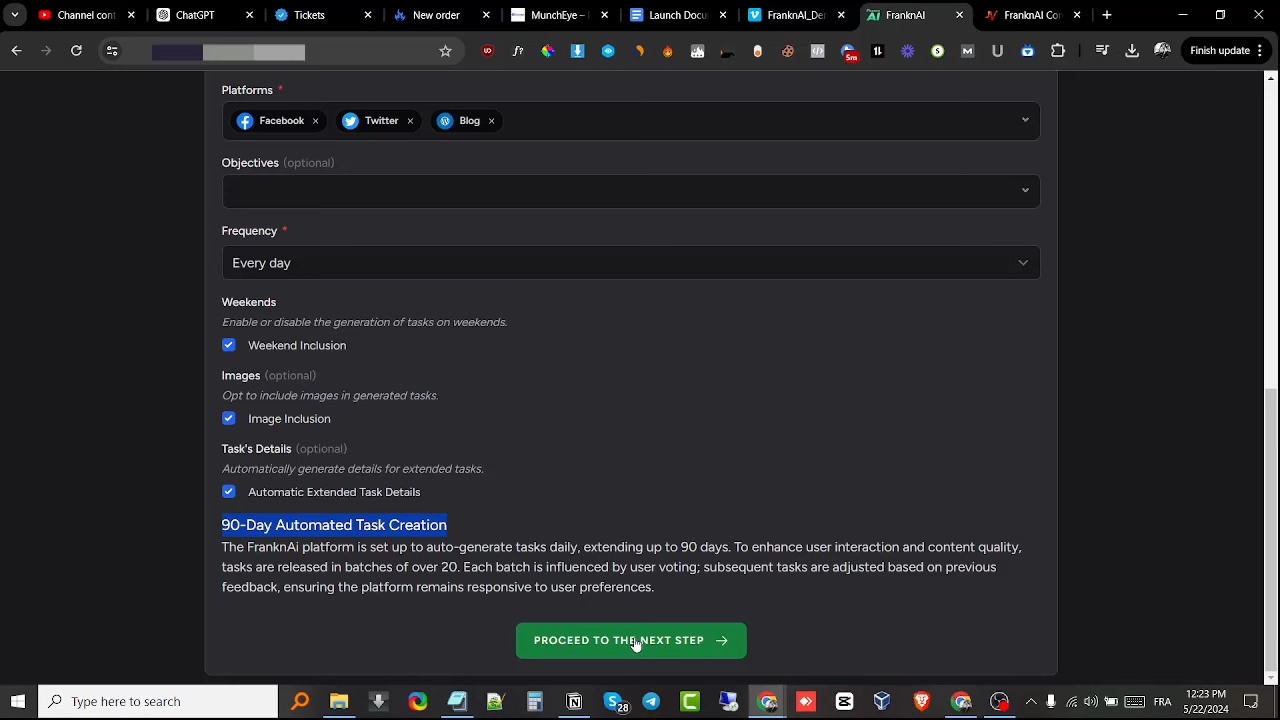 Channel cont
ChatGPT
Tickets
New order
MunchEye –
Launch Docu
FranknAI_De
FranknAI
FranknAI Co
5m
Finish update
Platforms *
Facebook
Twitter
Blog
Objectives (optional)
Frequency *
Every day
Weekends
Enable or disable the generation of tasks on weekends.
Weekend Inclusion
Images (optional)
Opt to include images in generated tasks.
Image Inclusion
Task's Details (optional)
Automatically generate details for extended tasks.
Automatic Extended Task Details
90-Day Automated Task Creation
The FranknAi platform is set up to auto-generate tasks daily, extending up to 90 days. To enhance user interaction and content quality,
tasks are released in batches of over 20. Each batch is influenced by user voting; subsequent tasks are adjusted based on previous
feedback, ensuring the platform remains responsive to user preferences.
PROCEED TO THE NEXT STEP
Type here to search
28
FRA
12:23 PM
5/22/2024